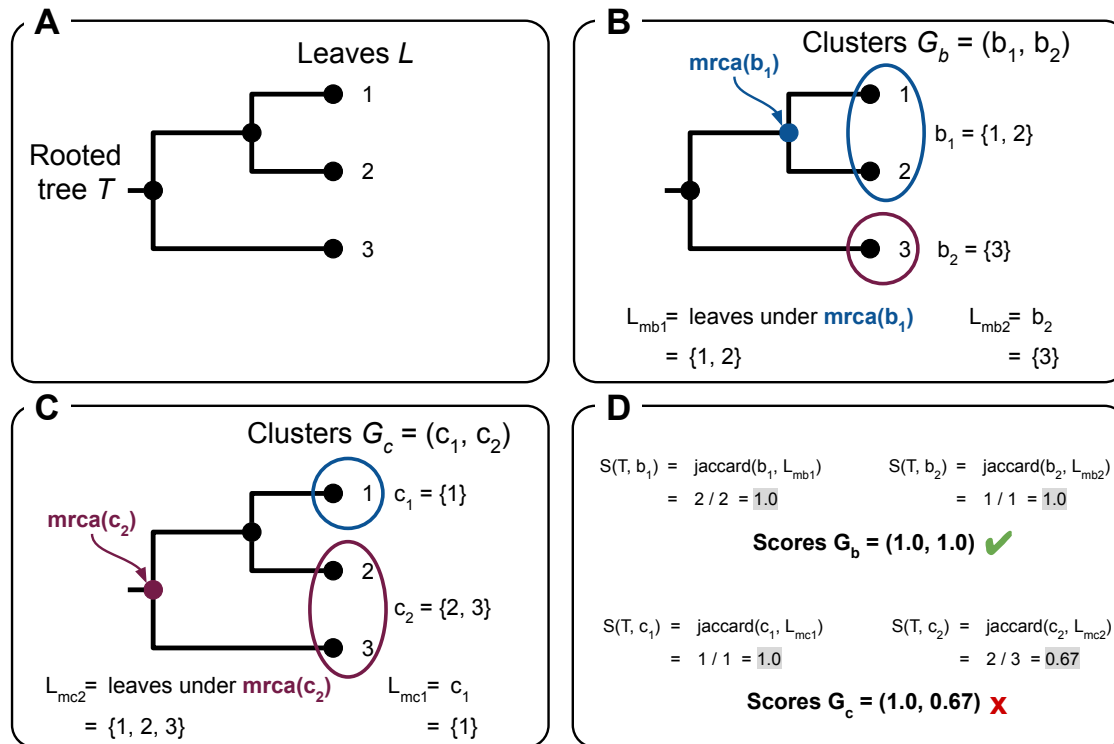 A
Leaves L
1
2
3
Rooted
tree T
B
Clusters G_b = (b_1, b_2)
mrca(b_1)
1
b_1 = {1, 2}
2
3
b_2 = {3}
L_mb1 = leaves under mrca(b_1)
= {1, 2}
L_mb2 = b_2
= {3}
C
Clusters G_c = (c_1, c_2)
1
c_1 = {1}
mrca(c_2)
2
c_2 = {2, 3}
3
L_mc2 = leaves under mrca(c_2)
= {1, 2, 3}
L_mc1 = c_1
= {1}
D
S(T, b_1) = jaccard(b_1, L_mb1)
= 2 / 2 = 1.0
S(T, b_2) = jaccard(b_2, L_mb2)
= 1 / 1 = 1.0
Scores G_b = (1.0, 1.0) ✔
S(T, c_1) = jaccard(c_1, L_mc1)
= 1 / 1 = 1.0
S(T, c_2) = jaccard(c_2, L_mc2)
= 2 / 3 = 0.67
Scores G_c = (1.0, 0.67) x